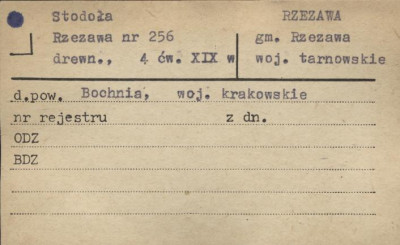 Stodoła RZEZAWA
Rzezawa nr 256 gm. Rzezawa
drewn., 4 ćw. XIX w woj. tarnowskie
d.pow. Bochnia, woj. krakowskie
nr rejestru z dn.
ODZ
BDZ